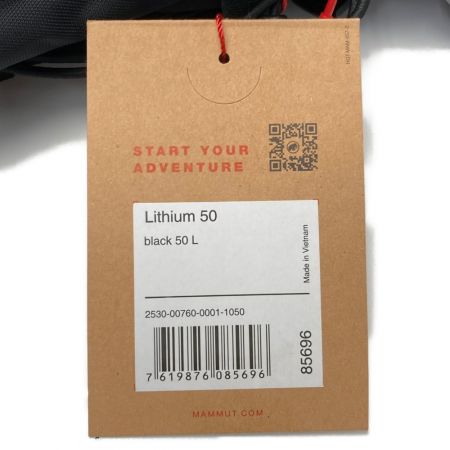 START YOUR
ADVENTURE
Lithium 50
black 50 L
Made in Vietnam
2530-00760-0001-1050
7 619876 085696
85696
MAMMUT.COM